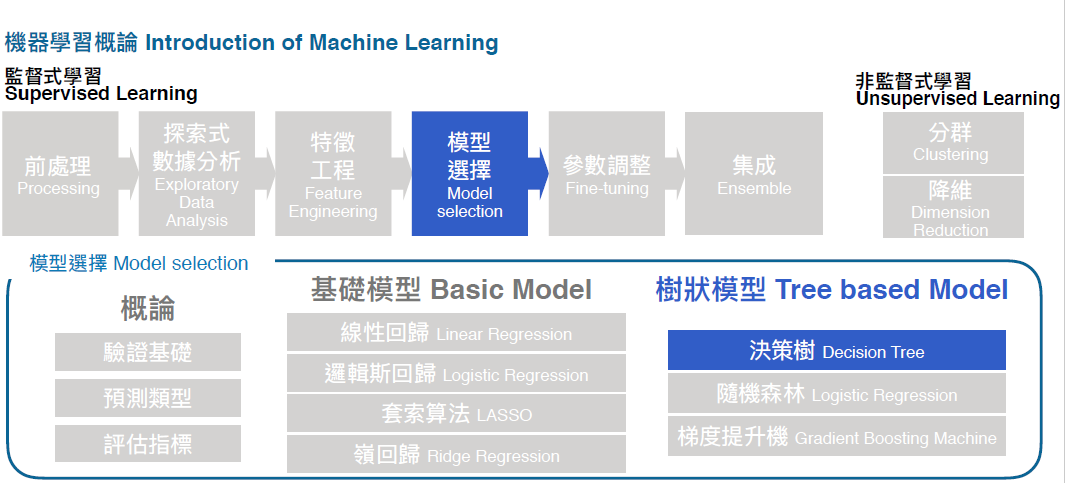 機器學習概論 Introduction of Machine Learning
監督式學習
Supervised Learning
非監督式學習
Unsupervised Learning
前處理
Processing
探索式
數據分析
Exploratory
Data
Analysis
特徵
工程
Feature
Engineering
模型
選擇
Model
selection
參數調整
Fine-tuning
集成
Ensemble
分群
Clustering
降維
Dimension
Reduction
模型選擇 Model selection
概論
驗證基礎
預測類型
評估指標
基礎模型 Basic Model
線性回歸 Linear Regression
邏輯斯回歸 Logistic Regression
套索算法 LASSO
嶺回歸 Ridge Regression
樹狀模型 Tree based Model
決策樹 Decision Tree
隨機森林 Logistic Regression
梯度提升機 Gradient Boosting Machine